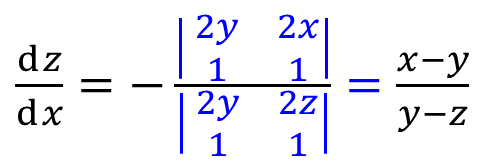 dz/dx = − |2y 2x; 1 1| / |2y 2z; 1 1| = x−y/y−z